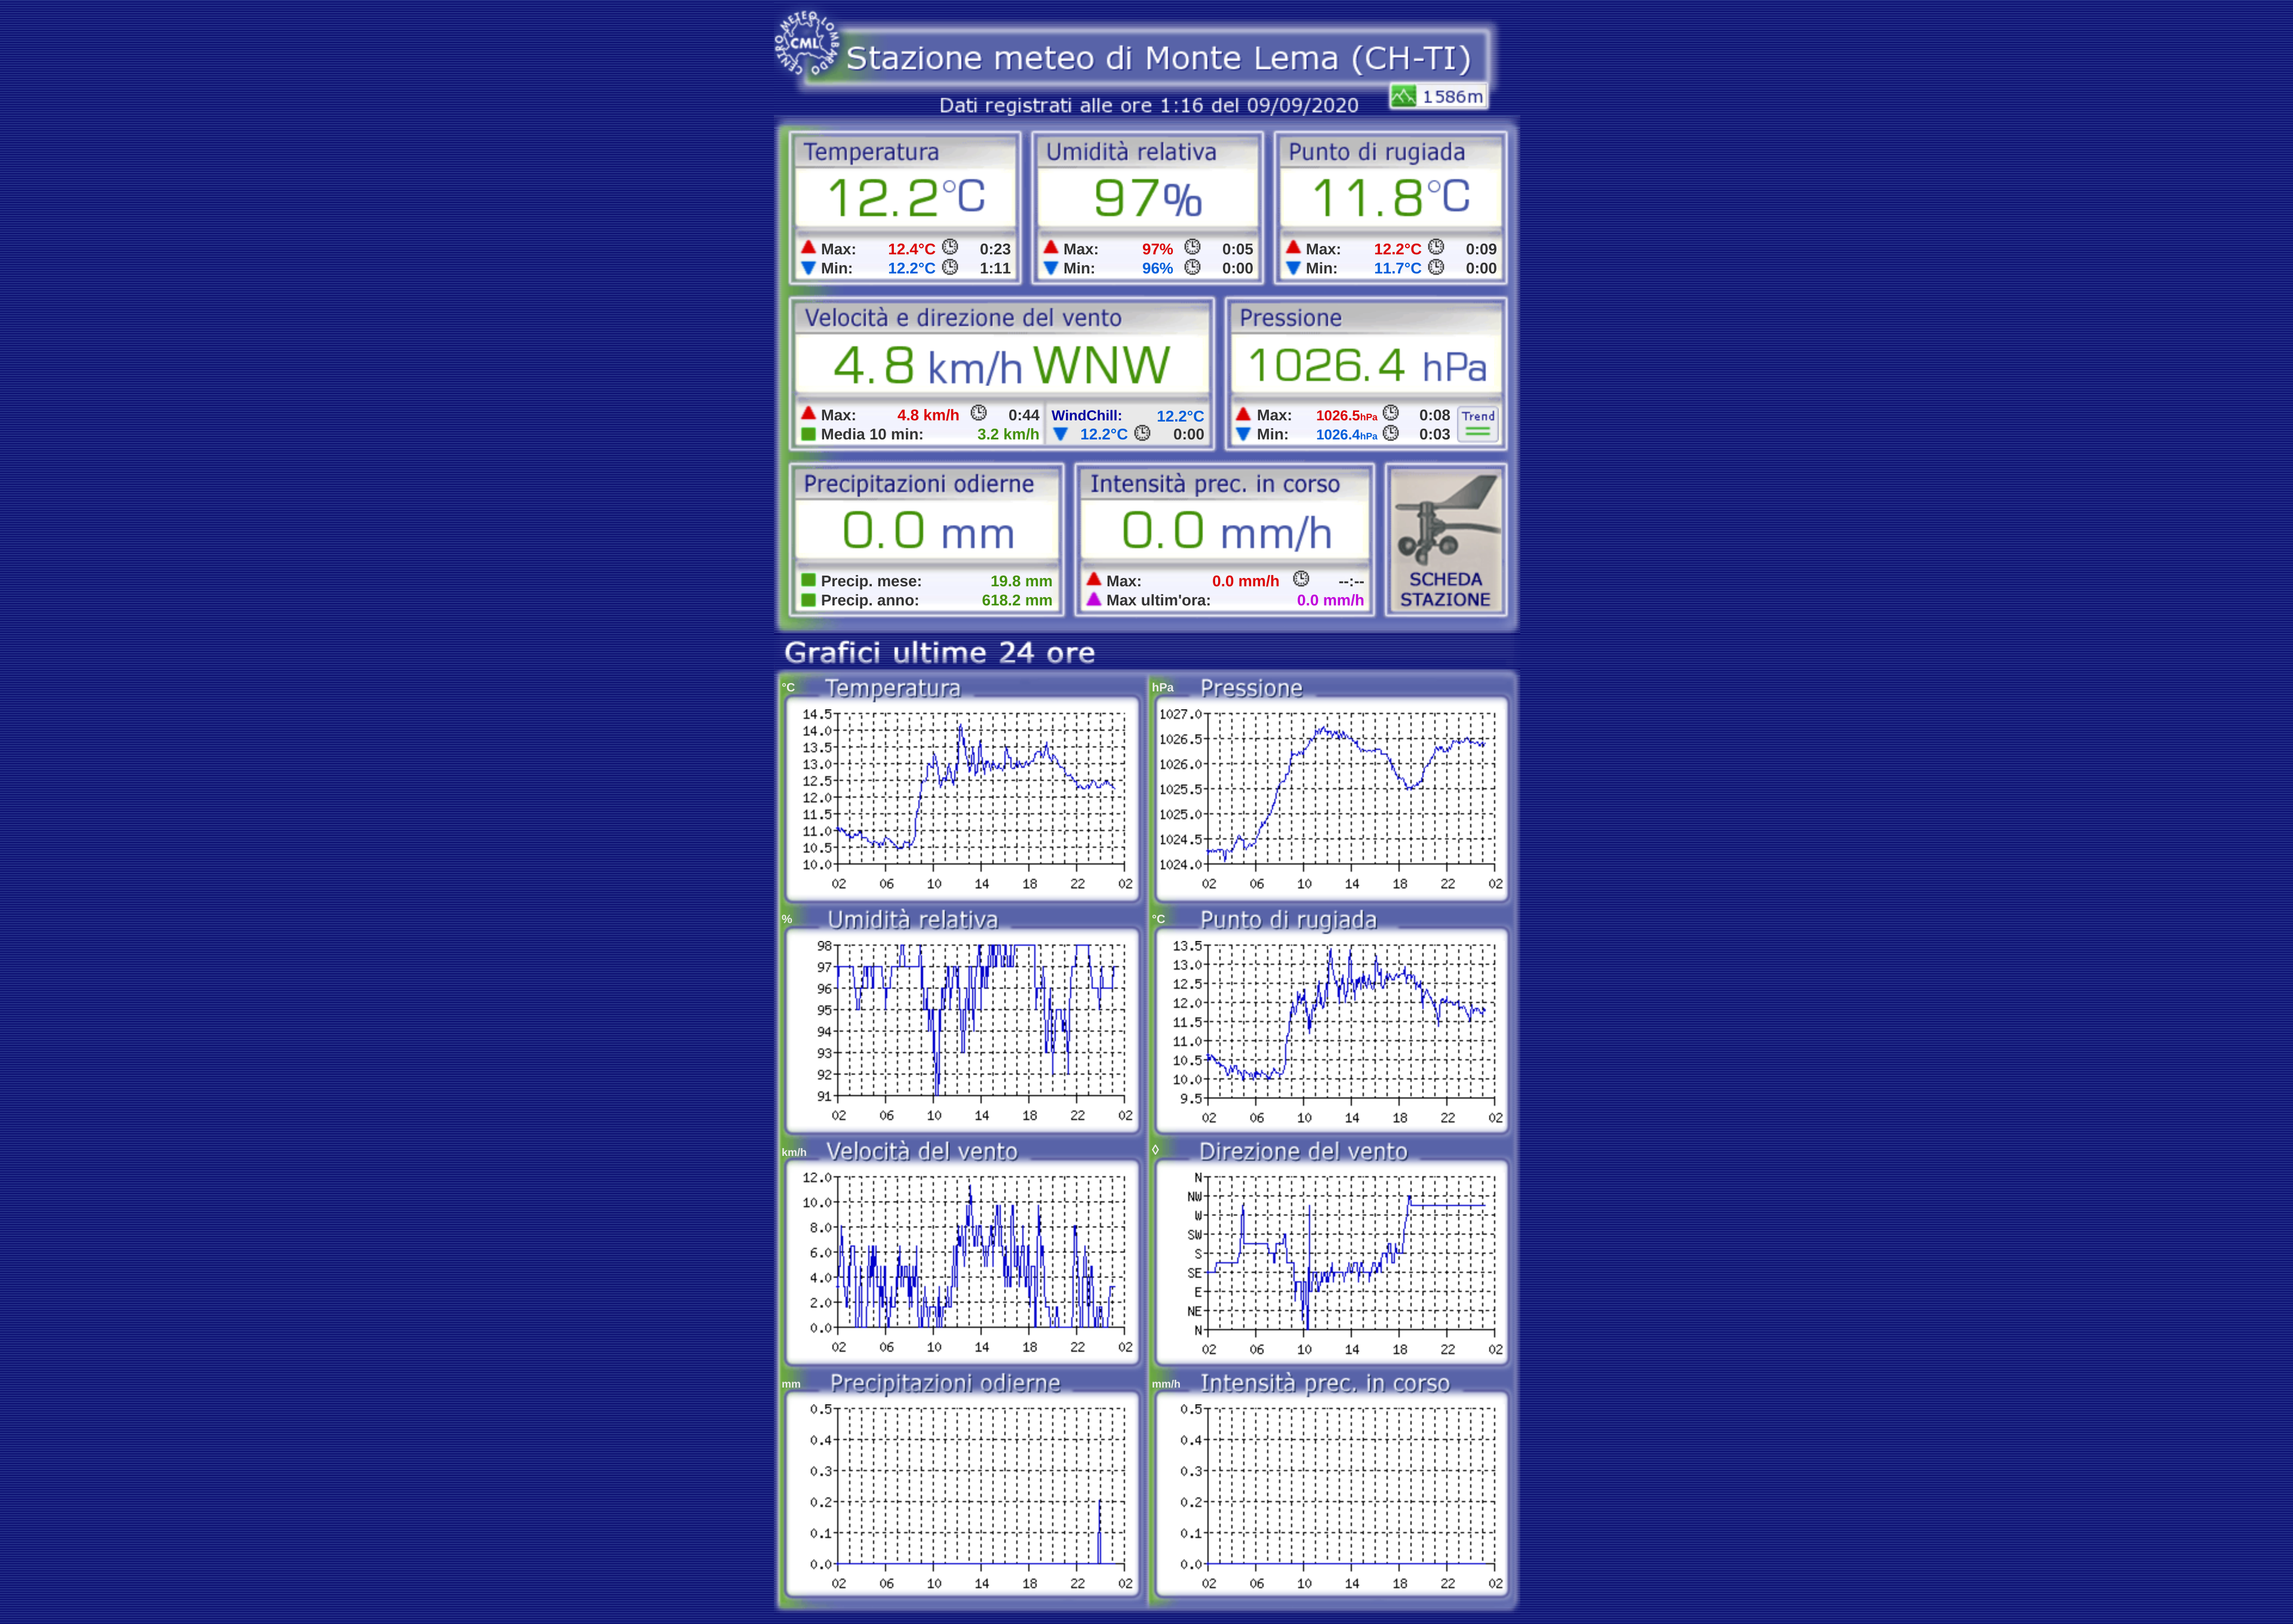 CENTRO METEO LOMBARDO
CML
Stazione meteo di Monte Lema (CH-TI)
1586m
Dati registrati alle ore 1:16 del 09/09/2020
Temperatura
12.2°C
Max: 12.4°C 0:23
Min: 12.2°C 1:11
Umidità relativa
97%
Max: 97% 0:05
Min: 96% 0:00
Punto di rugiada
11.8°C
Max: 12.2°C 0:09
Min: 11.7°C 0:00
Velocità e direzione del vento
4.8 km/h WNW
Max: 4.8 km/h 0:44
Media 10 min: 3.2 km/h
WindChill: 12.2°C
12.2°C 0:00
Pressione
1026.4 hPa
Max: 1026.5hPa 0:08
Min: 1026.4hPa 0:03
Trend
Precipitazioni odierne
0.0 mm
Precip. mese: 19.8 mm
Precip. anno: 618.2 mm
Intensità prec. in corso
0.0 mm/h
Max: 0.0 mm/h --:--
Max ultim'ora: 0.0 mm/h
SCHEDA
STAZIONE
Grafici ultime 24 ore
°C Temperatura
14.5
14.0
13.5
13.0
12.5
12.0
11.5
11.0
10.5
10.0
02 06 10 14 18 22 02
hPa Pressione
1027.0
1026.5
1026.0
1025.5
1025.0
1024.5
1024.0
02 06 10 14 18 22 02
% Umidità relativa
98
97
96
95
94
93
92
91
02 06 10 14 18 22 02
°C Punto di rugiada
13.5
13.0
12.5
12.0
11.5
11.0
10.5
10.0
9.5
02 06 10 14 18 22 02
km/h Velocità del vento
12.0
10.0
8.0
6.0
4.0
2.0
0.0
02 06 10 14 18 22 02
◊ Direzione del vento
N
NW
W
SW
S
SE
E
NE
N
02 06 10 14 18 22 02
mm Precipitazioni odierne
0.5
0.4
0.3
0.2
0.1
0.0
02 06 10 14 18 22 02
mm/h Intensità prec. in corso
0.5
0.4
0.3
0.2
0.1
0.0
02 06 10 14 18 22 02